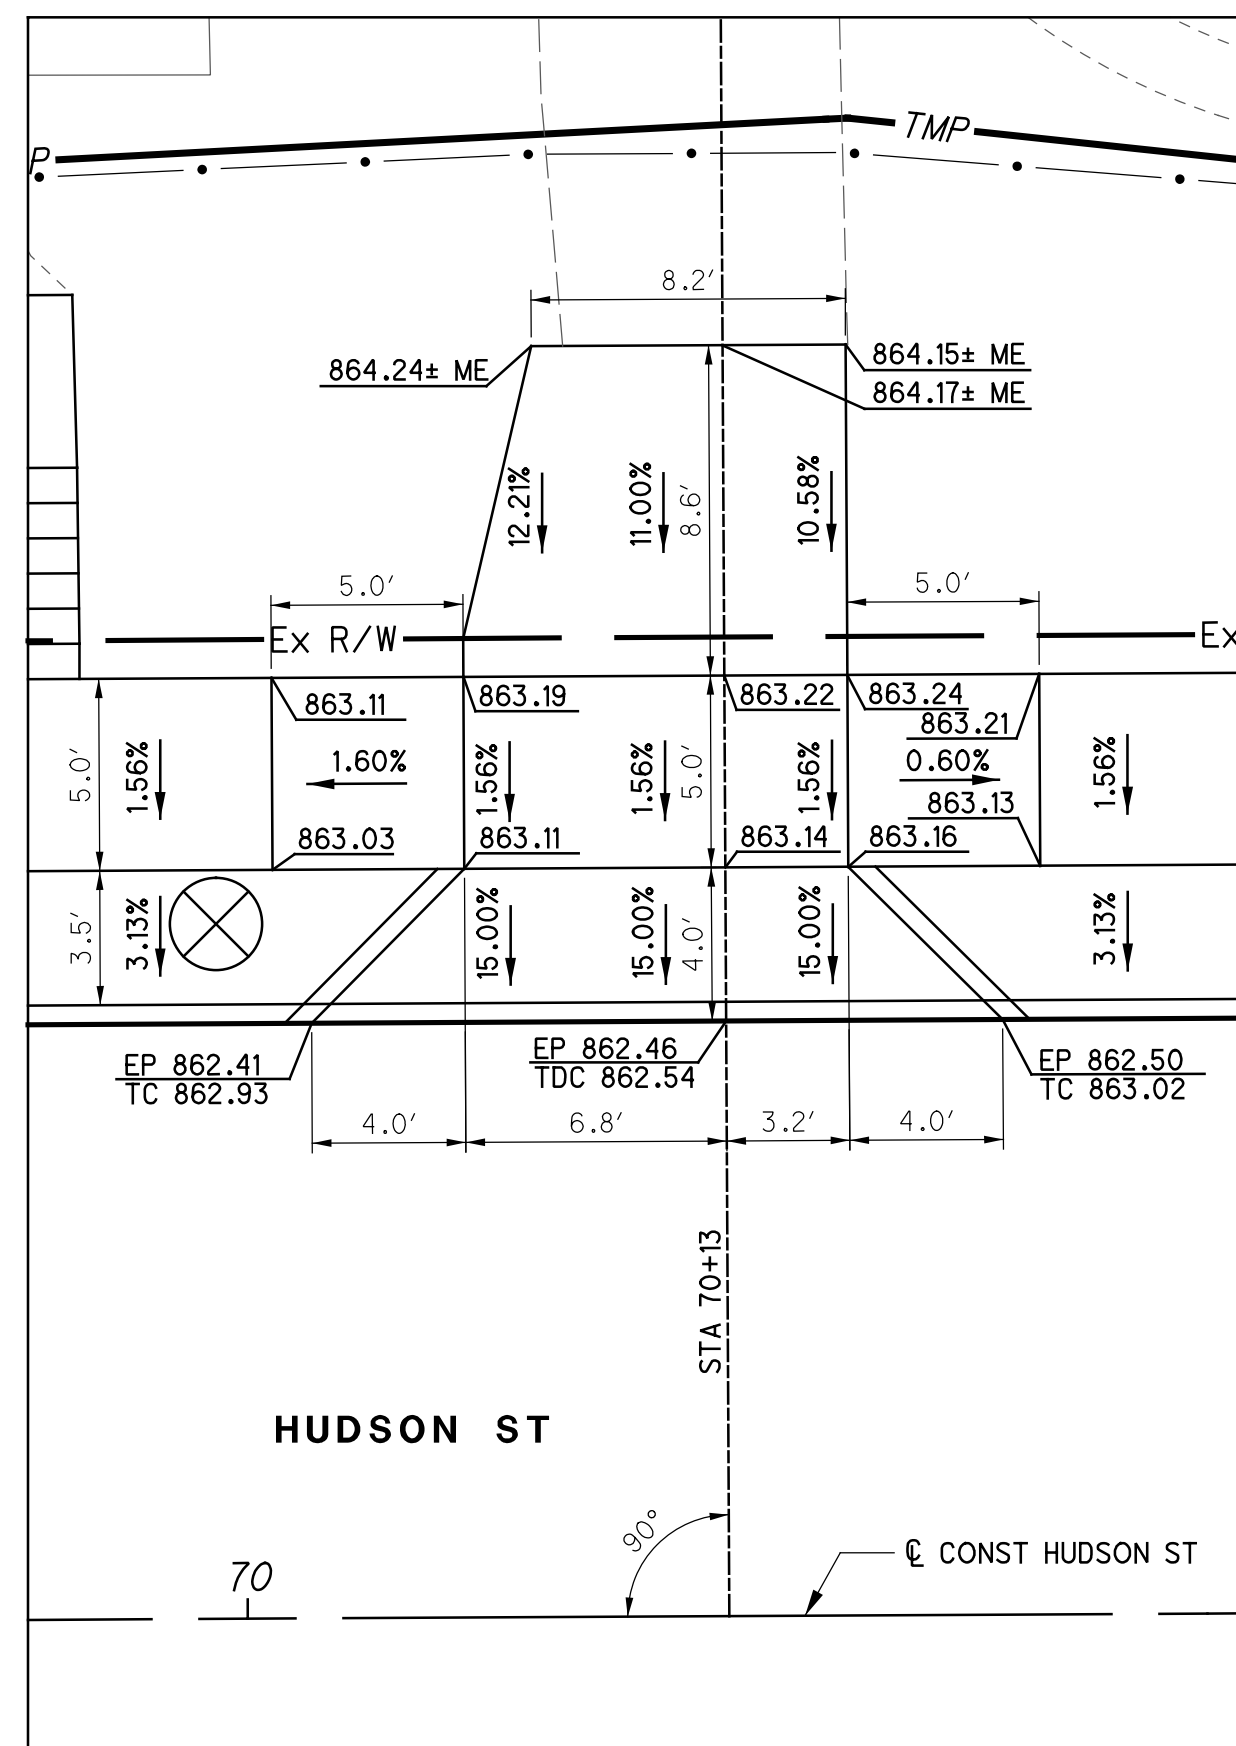 TMP
P
8.2′
864.24± ME
864.15± ME
864.17± ME
12.21%
11.00%
8.6′
10.58%
5.0′
5.0′
Ex R/W
Ex
863.11
863.19
863.22
863.24
863.21
5.0′
1.56%
1.60%
1.56%
1.56%
5.0′
1.56%
0.60%
1.56%
863.13
863.03
863.11
863.14
863.16
3.5′
3.13%
15.00%
15.00%
4.0′
15.00%
3.13%
EP 862.41
TC 862.93
EP 862.46
TDC 862.54
EP 862.50
TC 863.02
4.0′
6.8′
3.2′
4.0′
STA 70+13
HUDSON ST
90°
℄ CONST HUDSON ST
70